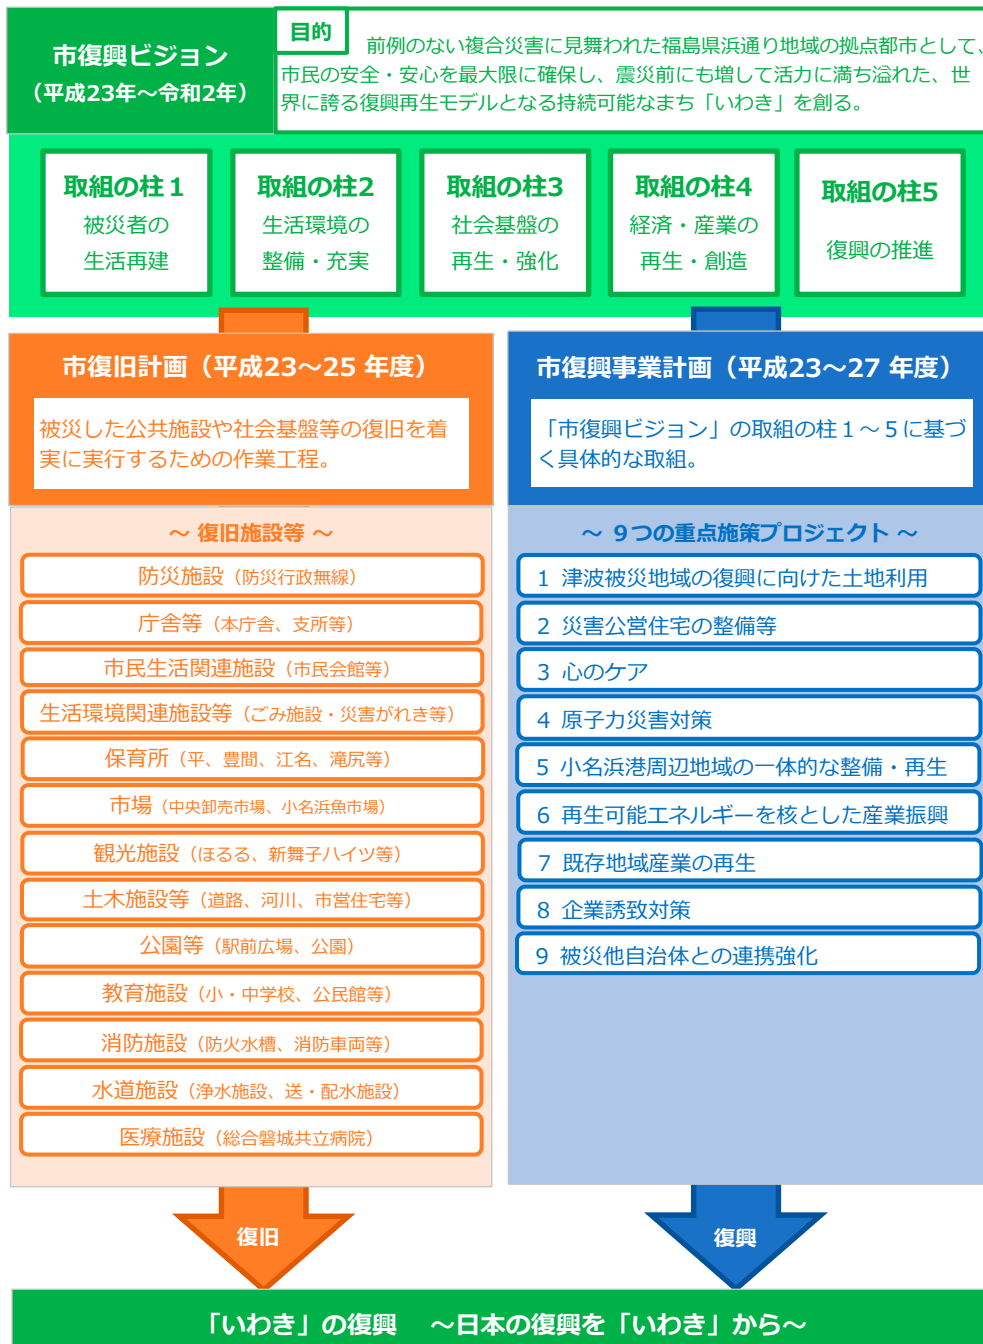 市復興ビジョン
(平成23年～令和2年)
目的
前例のない複合災害に見舞われた福島県浜通り地域の拠点都市として、
市民の安全・安心を最大限に確保し、震災前にも増して活力に満ち溢れた、世
界に誇る復興再生モデルとなる持続可能なまち「いわき」を創る。
取組の柱１
被災者の
生活再建
取組の柱2
生活環境の
整備・充実
取組の柱3
社会基盤の
再生・強化
取組の柱4
経済・産業の
再生・創造
取組の柱5
復興の推進
市復旧計画（平成23～25 年度）
被災した公共施設や社会基盤等の復旧を着
実に実行するための作業工程。
～ 復旧施設等 ～
防災施設（防災行政無線）
庁舎等（本庁舎、支所等）
市民生活関連施設（市民会館等）
生活環境関連施設等（ごみ施設・災害がれき等）
保育所（平、豊間、江名、滝尻等）
市場（中央卸売市場、小名浜魚市場）
観光施設（ほるる、新舞子ハイツ等）
土木施設等（道路、河川、市営住宅等）
公園等（駅前広場、公園）
教育施設（小・中学校、公民館等）
消防施設（防火水槽、消防車両等）
水道施設（浄水施設、送・配水施設）
医療施設（総合磐城共立病院）
復旧
市復興事業計画（平成23～27 年度）
「市復興ビジョン」の取組の柱１～５に基づ
く具体的な取組。
～ ９つの重点施策プロジェクト ～
1 津波被災地域の復興に向けた土地利用
2 災害公営住宅の整備等
3 心のケア
4 原子力災害対策
5 小名浜港周辺地域の一体的な整備・再生
6 再生可能エネルギーを核とした産業振興
7 既存地域産業の再生
8 企業誘致対策
9 被災他自治体との連携強化
復興
「いわき」の復興　～日本の復興を「いわき」から～